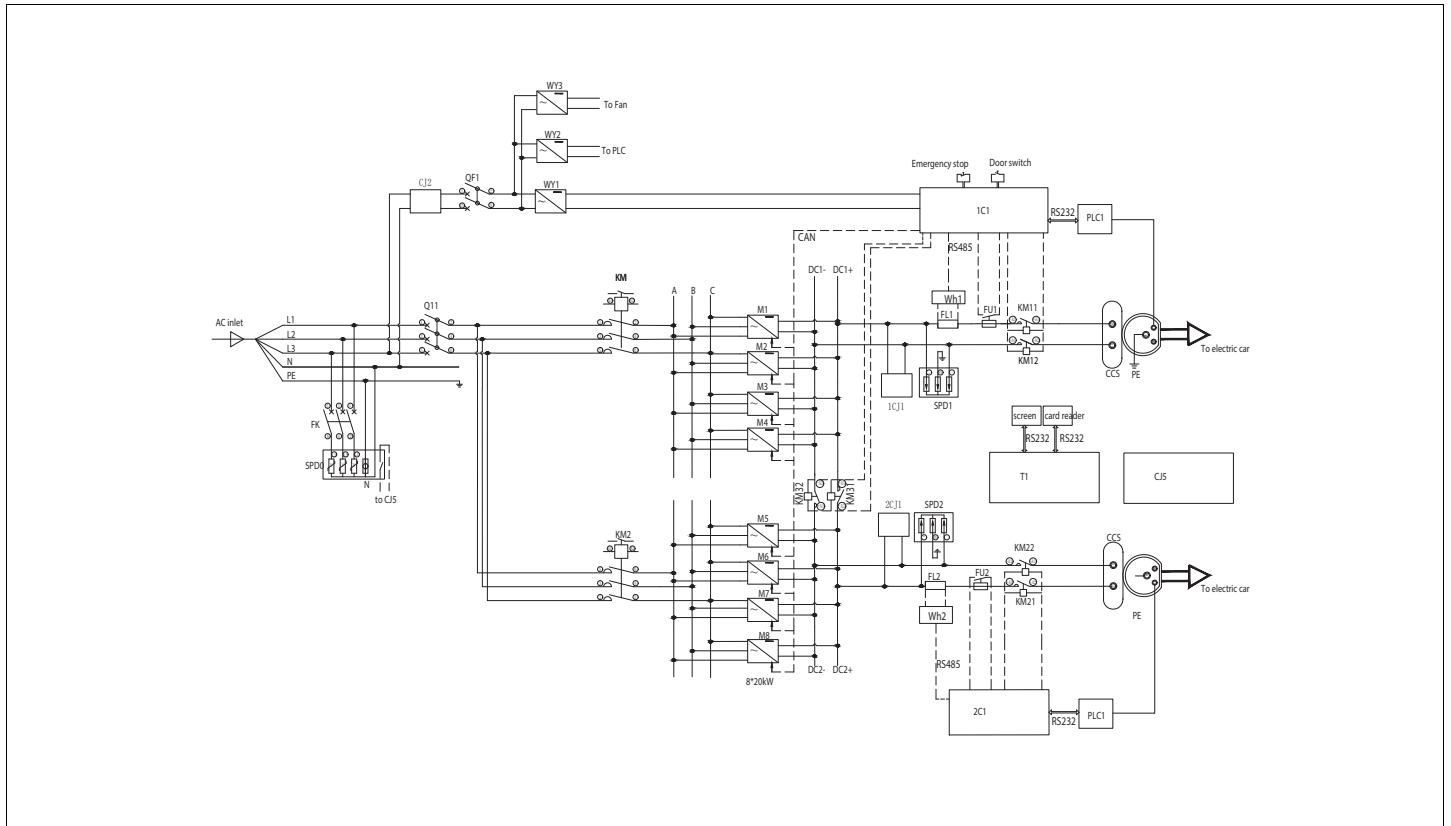 WY3
To Fan
WY2
To PLC
Emergency stop
Door switch
CJ2
QF1
WY1
1C1
RS232
PLC1
CAN
RS485
DC1-
DC1+
KM
A
B
C
Wh1
FL1
FU1
KM11
Q11
M1
AC inlet
L1
L2
L3
N
PE
To electric car
KM12
CCS
PE
M2
1CJ1
SPD1
M3
FK
M4
screen
card reader
RS232
RS232
SPD0
N
to CJ5
T1
CJ5
KM32
KM31
2CJ1
SPD2
M5
KM2
CCS
KM22
M6
FL2
FU2
To electric car
M7
KM21
Wh2
PE
M8
RS485
DC2-
DC2+
8*20kW
2C1
RS232
PLC1